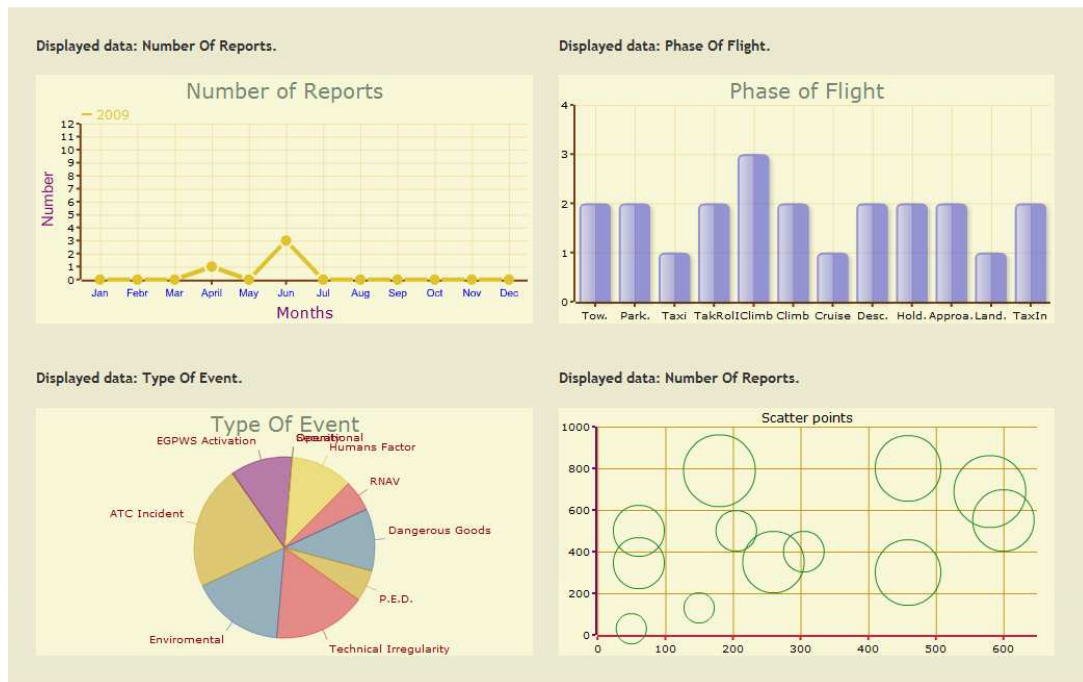 Displayed data: Number Of Reports.
Number of Reports
2009
12
11
10
9
8
7
6
5
4
3
2
1
0
Number
Jan Febr Mar April May Jun Jul Aug Sep Oct Nov Dec
Months
Displayed data: Phase Of Flight.
Phase of Flight
4
3
2
1
0
Tow. Park. Taxi TakRollClimb Climb Cruise Desc. Hold. Approa. Land. TaxIn
Displayed data: Type Of Event.
Type Of Event
EGPWS Activation
Humans Factor
RNAV
ATC Incident
Dangerous Goods
P.E.D.
Enviromental
Technical Irregularity
Displayed data: Number Of Reports.
Scatter points
1000
800
600
400
200
0
0 100 200 300 400 500 600